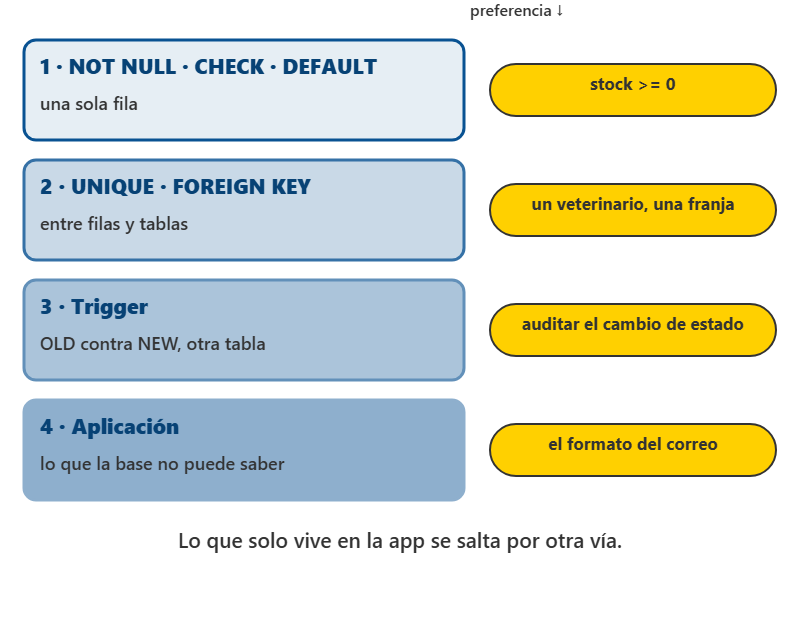 preferencia ↓
1 · NOT NULL · CHECK · DEFAULT
una sola fila
stock >= 0
2 · UNIQUE · FOREIGN KEY
entre filas y tablas
un veterinario, una franja
3 · Trigger
OLD contra NEW, otra tabla
auditar el cambio de estado
4 · Aplicación
lo que la base no puede saber
el formato del correo
Lo que solo vive en la app se salta por otra vía.